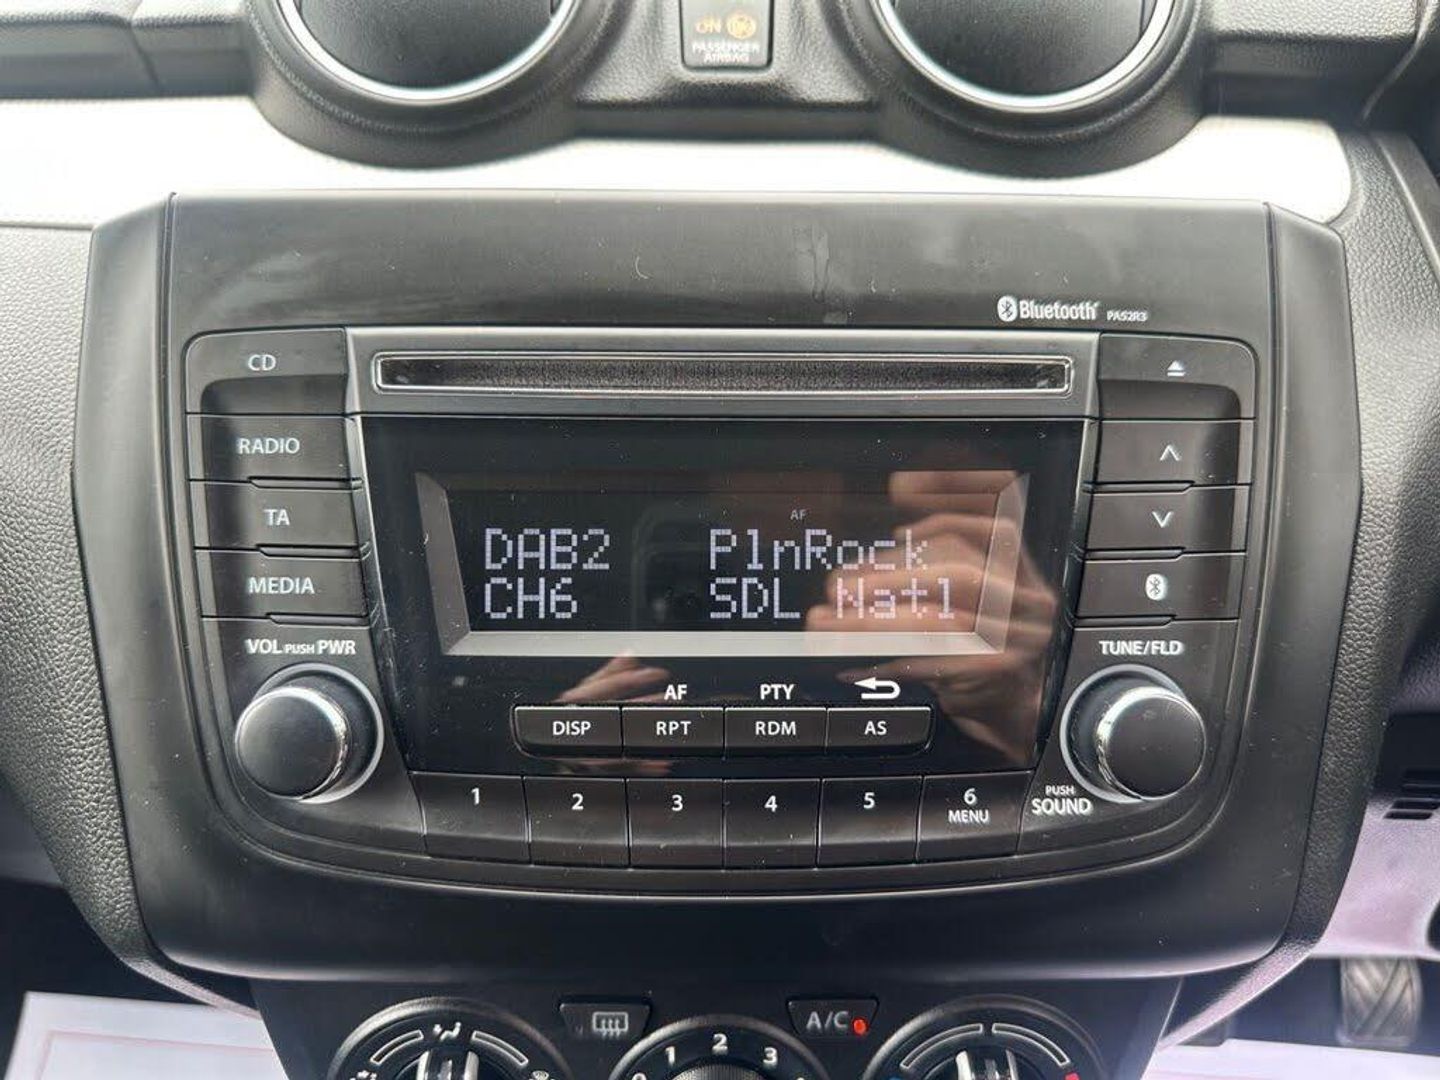 ON
PASSENGER
AIRBAG
Bluetooth PA52R3
CD
RADIO
TA
MEDIA
AF
DAB2 PlnRock
CH6 SDL Natl
VOL PUSH PWR
TUNE/FLD
AF PTY
DISP RPT RDM AS
1 2 3 4 5 6
MENU
PUSH
SOUND
A/C
0 1 2 3